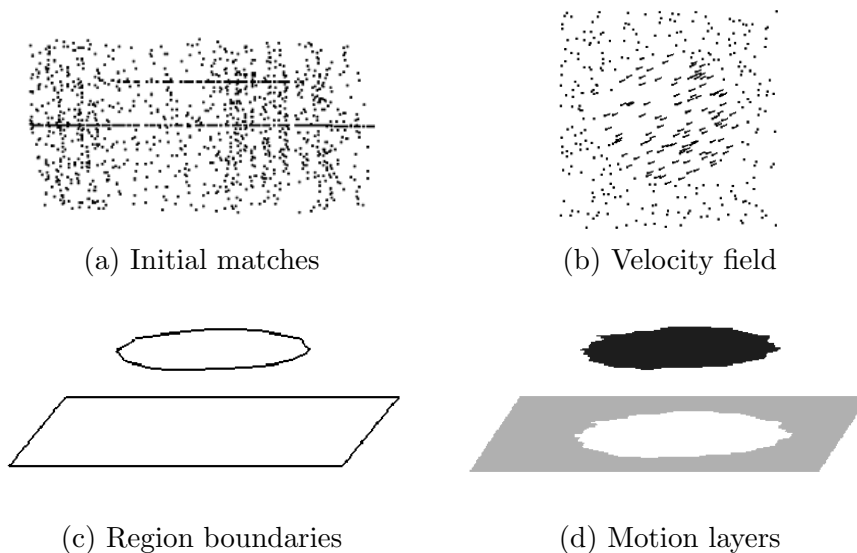 (a) Initial matches
(b) Velocity field
(c) Region boundaries
(d) Motion layers